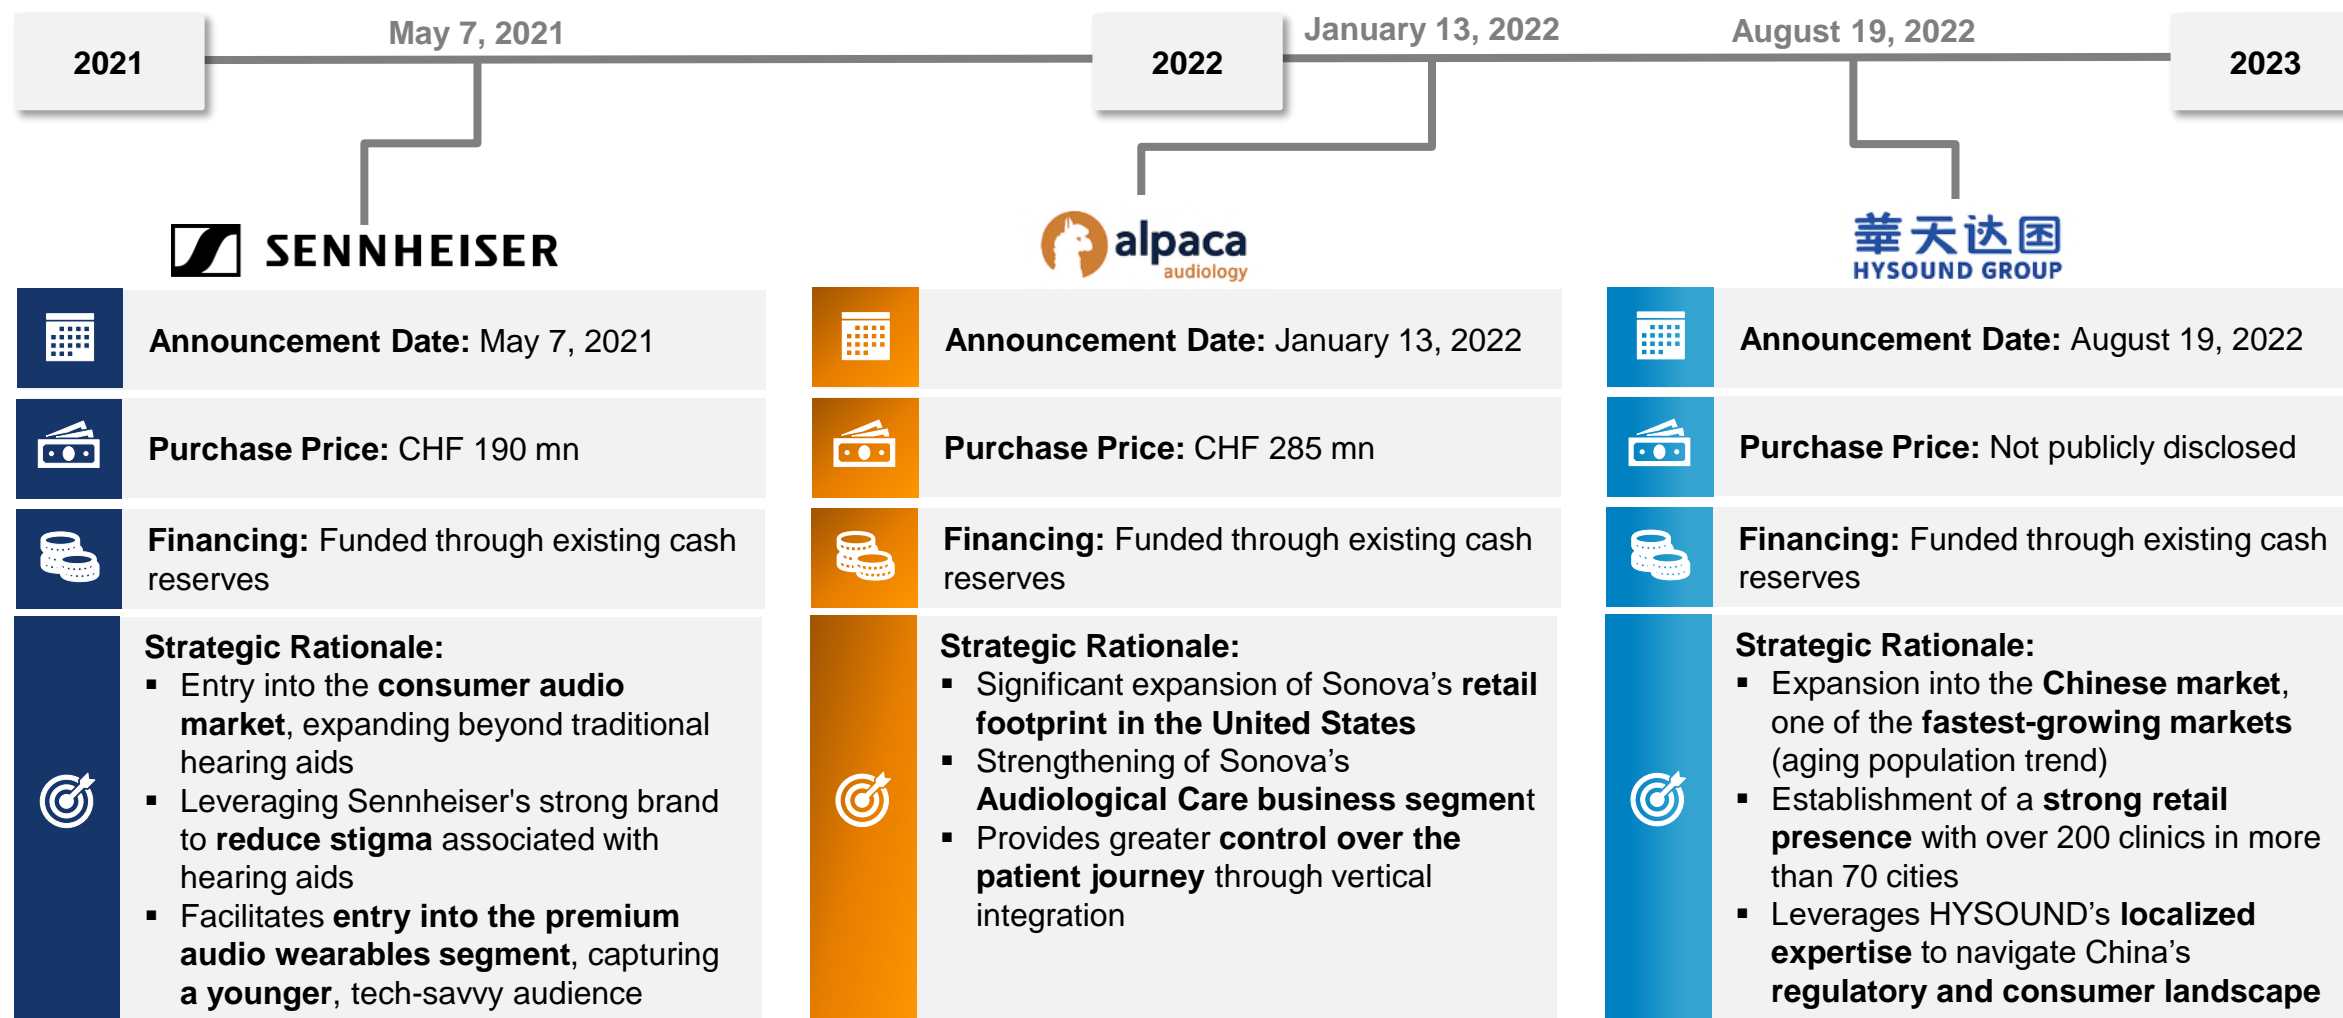 2021
May 7, 2021
2022
January 13, 2022
August 19, 2022
2023
SENNHEISER
Announcement Date: May 7, 2021
Purchase Price: CHF 190 mn
Financing: Funded through existing cash
reserves
Strategic Rationale:
▪ Entry into the consumer audio
market, expanding beyond traditional
hearing aids
▪ Leveraging Sennheiser's strong brand
to reduce stigma associated with
hearing aids
▪ Facilitates entry into the premium
audio wearables segment, capturing
a younger, tech-savvy audience
alpaca
audiology
Announcement Date: January 13, 2022
Purchase Price: CHF 285 mn
Financing: Funded through existing cash
reserves
Strategic Rationale:
▪ Significant expansion of Sonova’s retail
footprint in the United States
▪ Strengthening of Sonova’s
Audiological Care business segment
▪ Provides greater control over the
patient journey through vertical
integration
華天达国
HYSOUND GROUP
Announcement Date: August 19, 2022
Purchase Price: Not publicly disclosed
Financing: Funded through existing cash
reserves
Strategic Rationale:
▪ Expansion into the Chinese market,
one of the fastest-growing markets
(aging population trend)
▪ Establishment of a strong retail
presence with over 200 clinics in more
than 70 cities
▪ Leverages HYSOUND’s localized
expertise to navigate China’s
regulatory and consumer landscape